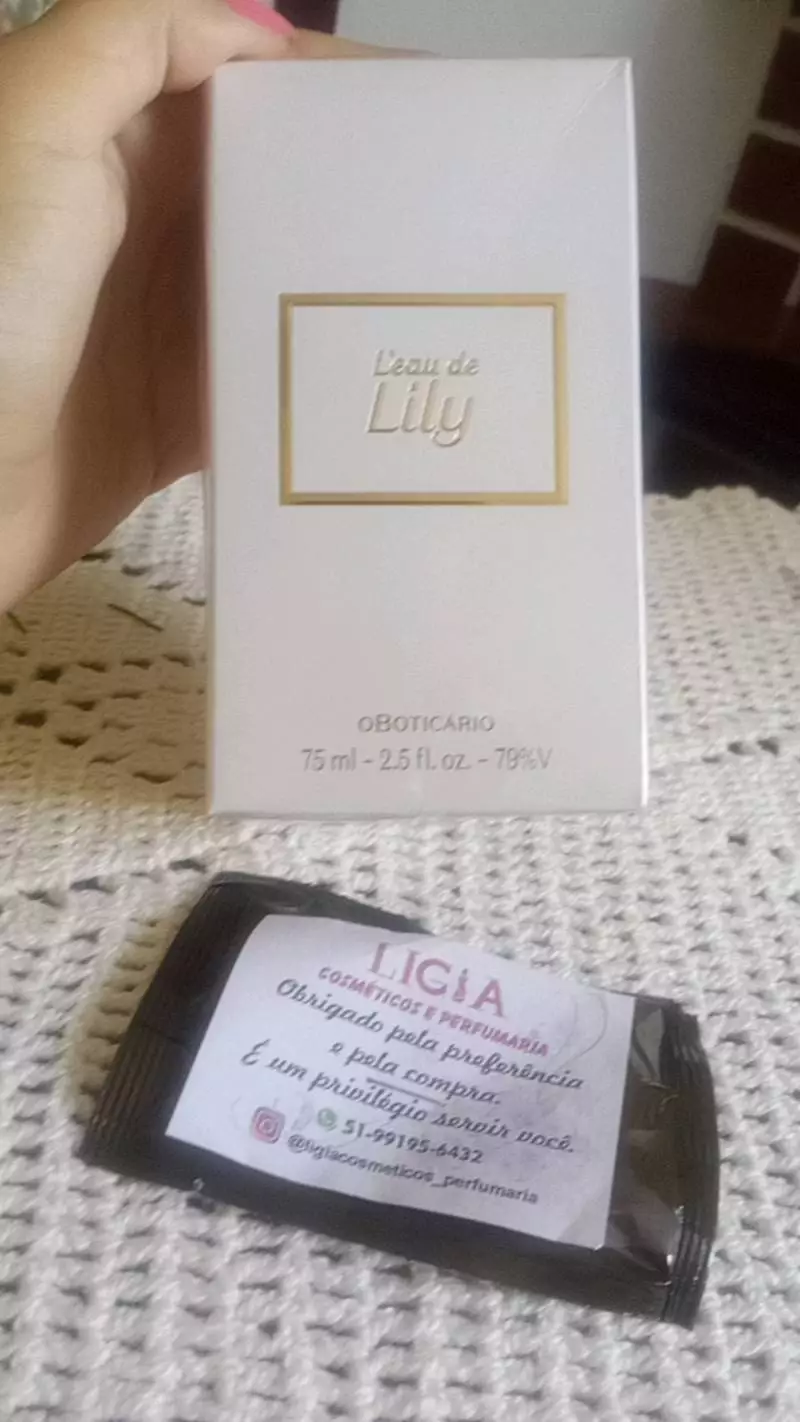 L'eau de
Lily
oBOTICÁRIO
75 ml - 2.5 fl. oz. - 79%V
LIGIA
COSMÉTICOS E PERFUMARIA
Obrigado pela preferência
e pela compra.
É um privilégio servir você.
51-99195-6432
@ligiacosmeticos_perfumaria